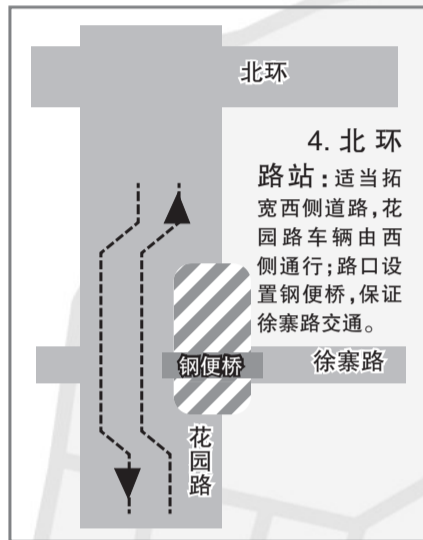 北环
4.北环
路站：适当拓
宽西侧道路，花
园路车辆由西
侧通行；路口设
置钢便桥，保证
徐寨路交通。
钢便桥
徐寨路
花园路